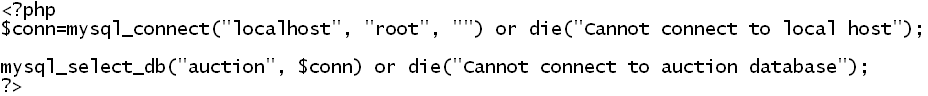 <?php
$conn=mysql_connect("localhost", "root", "") or die("Cannot connect to local host");
mysql_select_db("auction", $conn) or die("Cannot connect to auction database");
?>